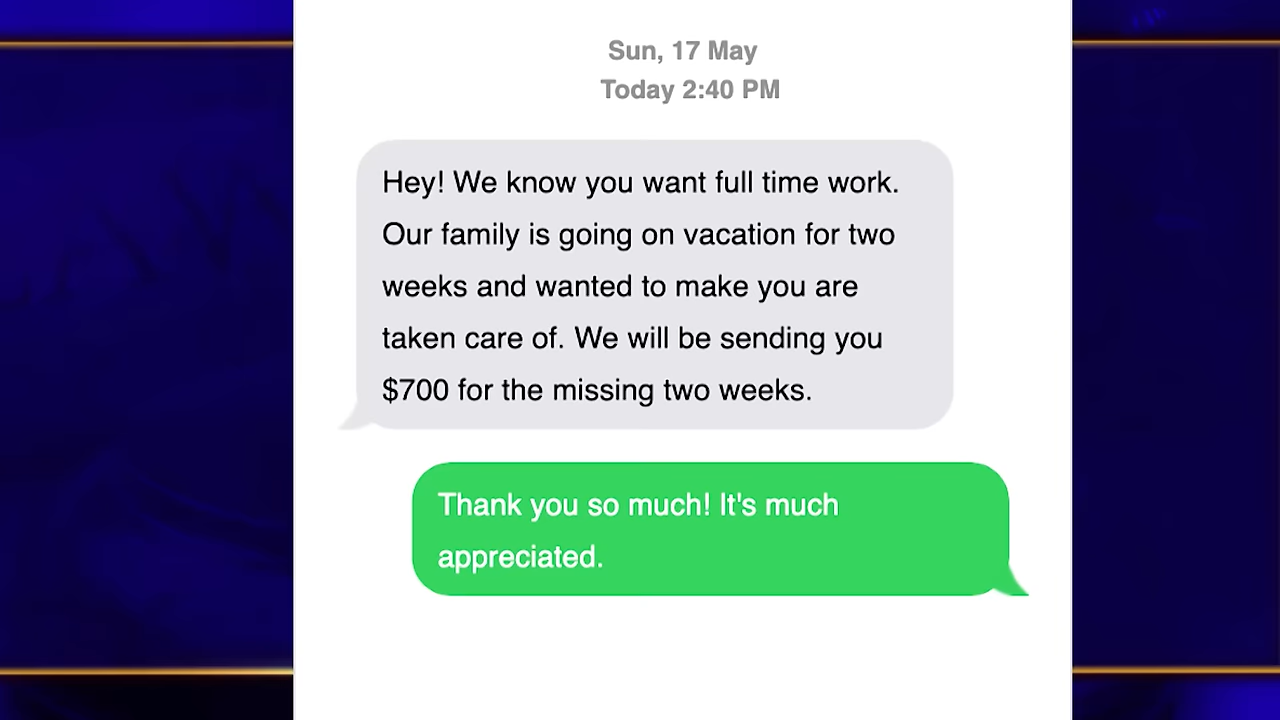 Sun, 17 May
Today 2:40 PM
Hey! We know you want full time work.
Our family is going on vacation for two
weeks and wanted to make you are
taken care of. We will be sending you
$700 for the missing two weeks.
Thank you so much! It's much
appreciated.